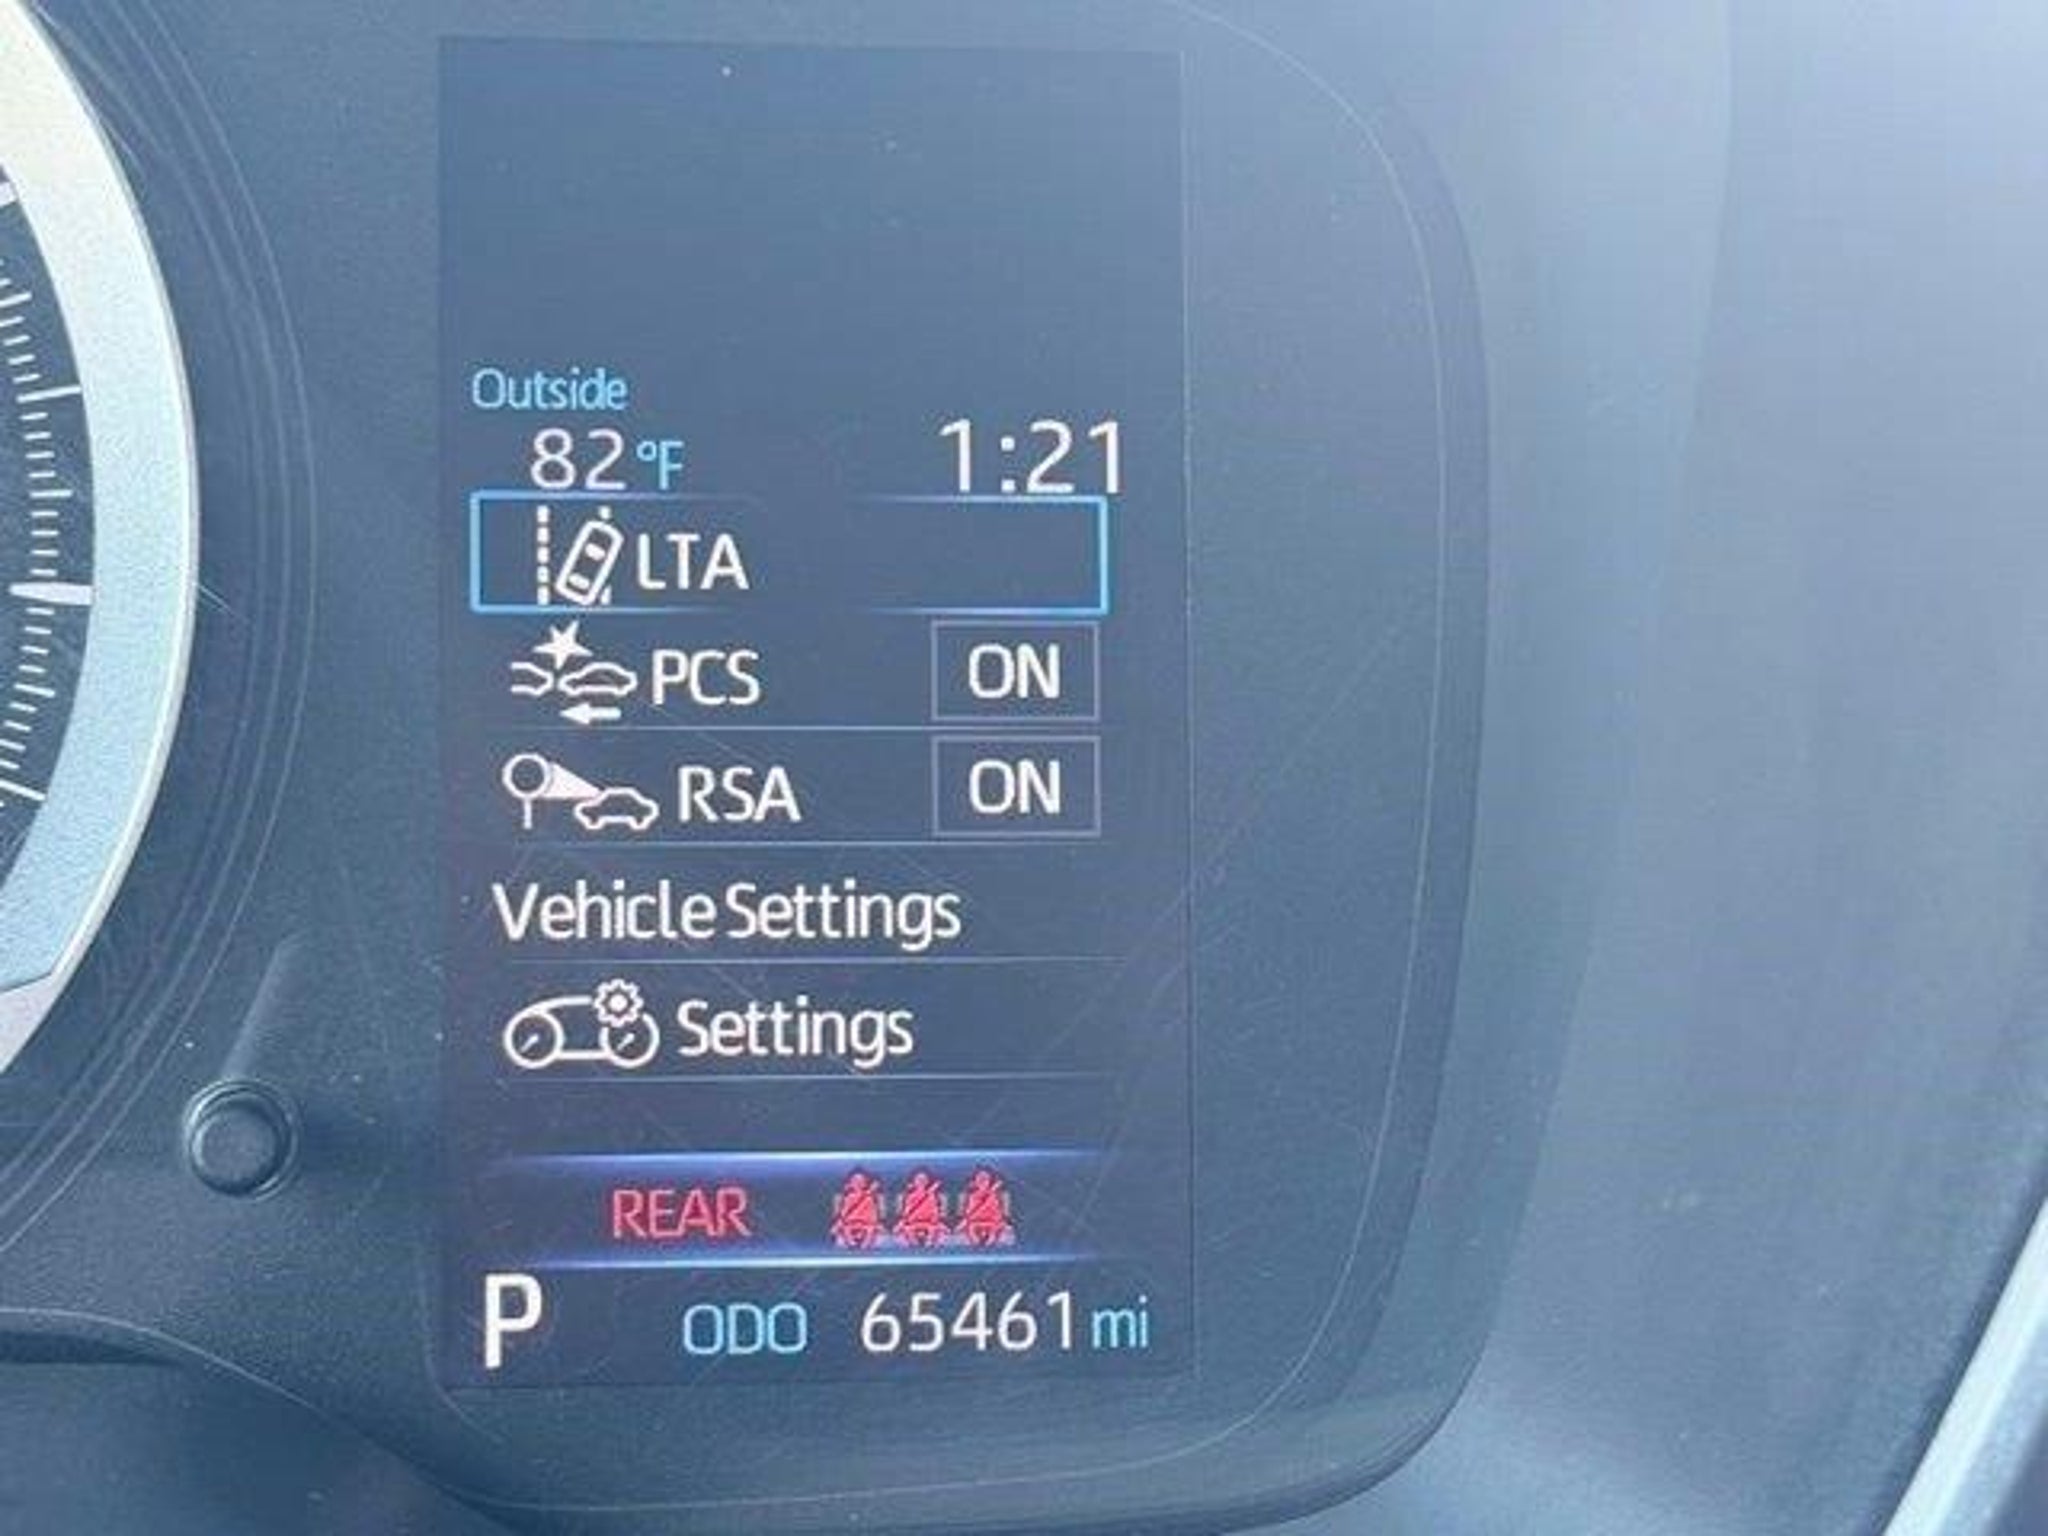 Outside
82 °F 1:21
LTA
PCS ON
RSA ON
Vehicle Settings
Settings
REAR
P ODO 65461 mi